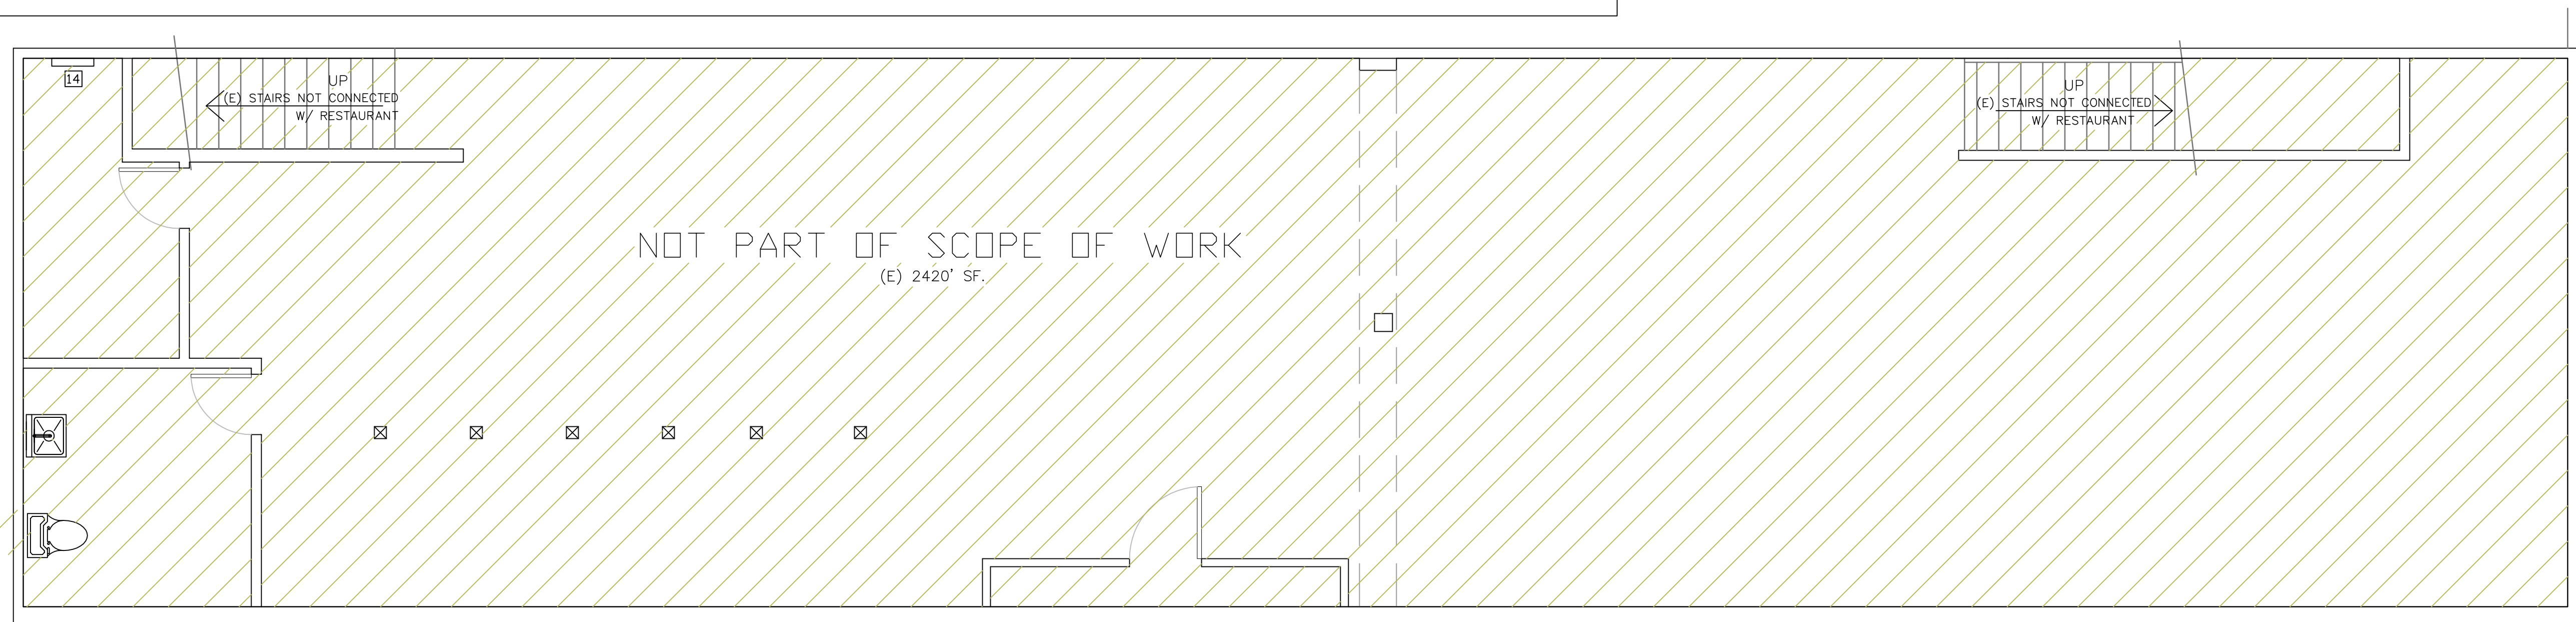 14
UP
(E) STAIRS NOT CONNECTED
W/ RESTAURANT
UP
(E) STAIRS NOT CONNECTED
W/ RESTAURANT
NOT PART OF SCOPE OF WORK
(E) 2420' SF.